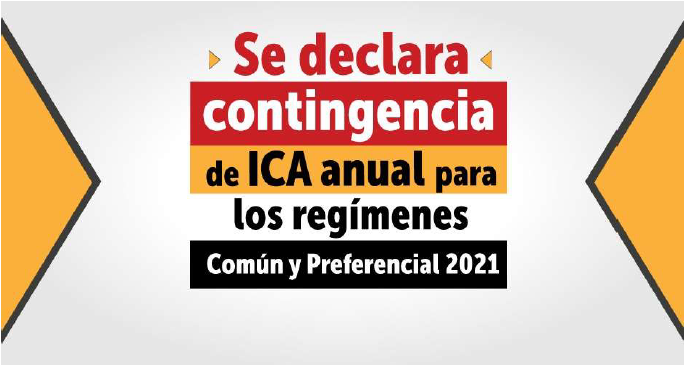 Se declara
contingencia
de ICA anual para
los regímenes
Común y Preferencial 2021